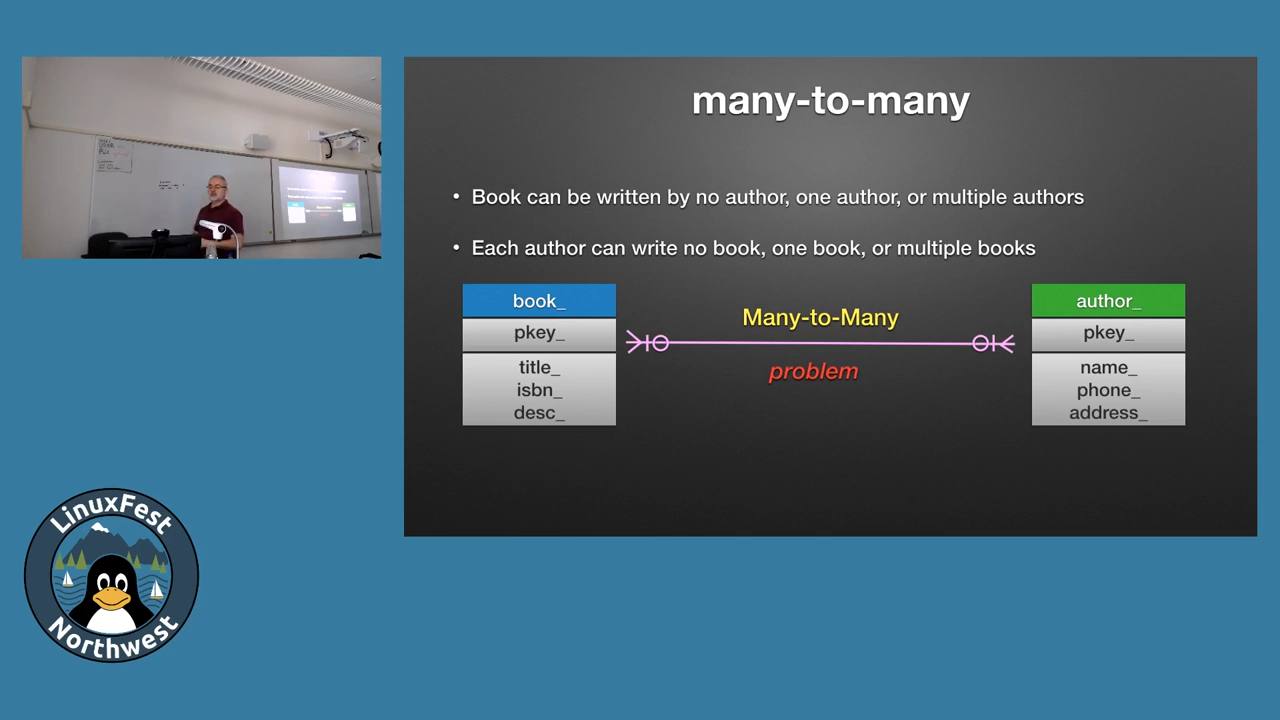 many-to-many
• Book can be written by no author, one author, or multiple authors
• Each author can write no book, one book, or multiple books
book_
pkey_
title_
isbn_
desc_
Many-to-Many
problem
author_
pkey_
name_
phone_
address_
LinuxFest
Northwest